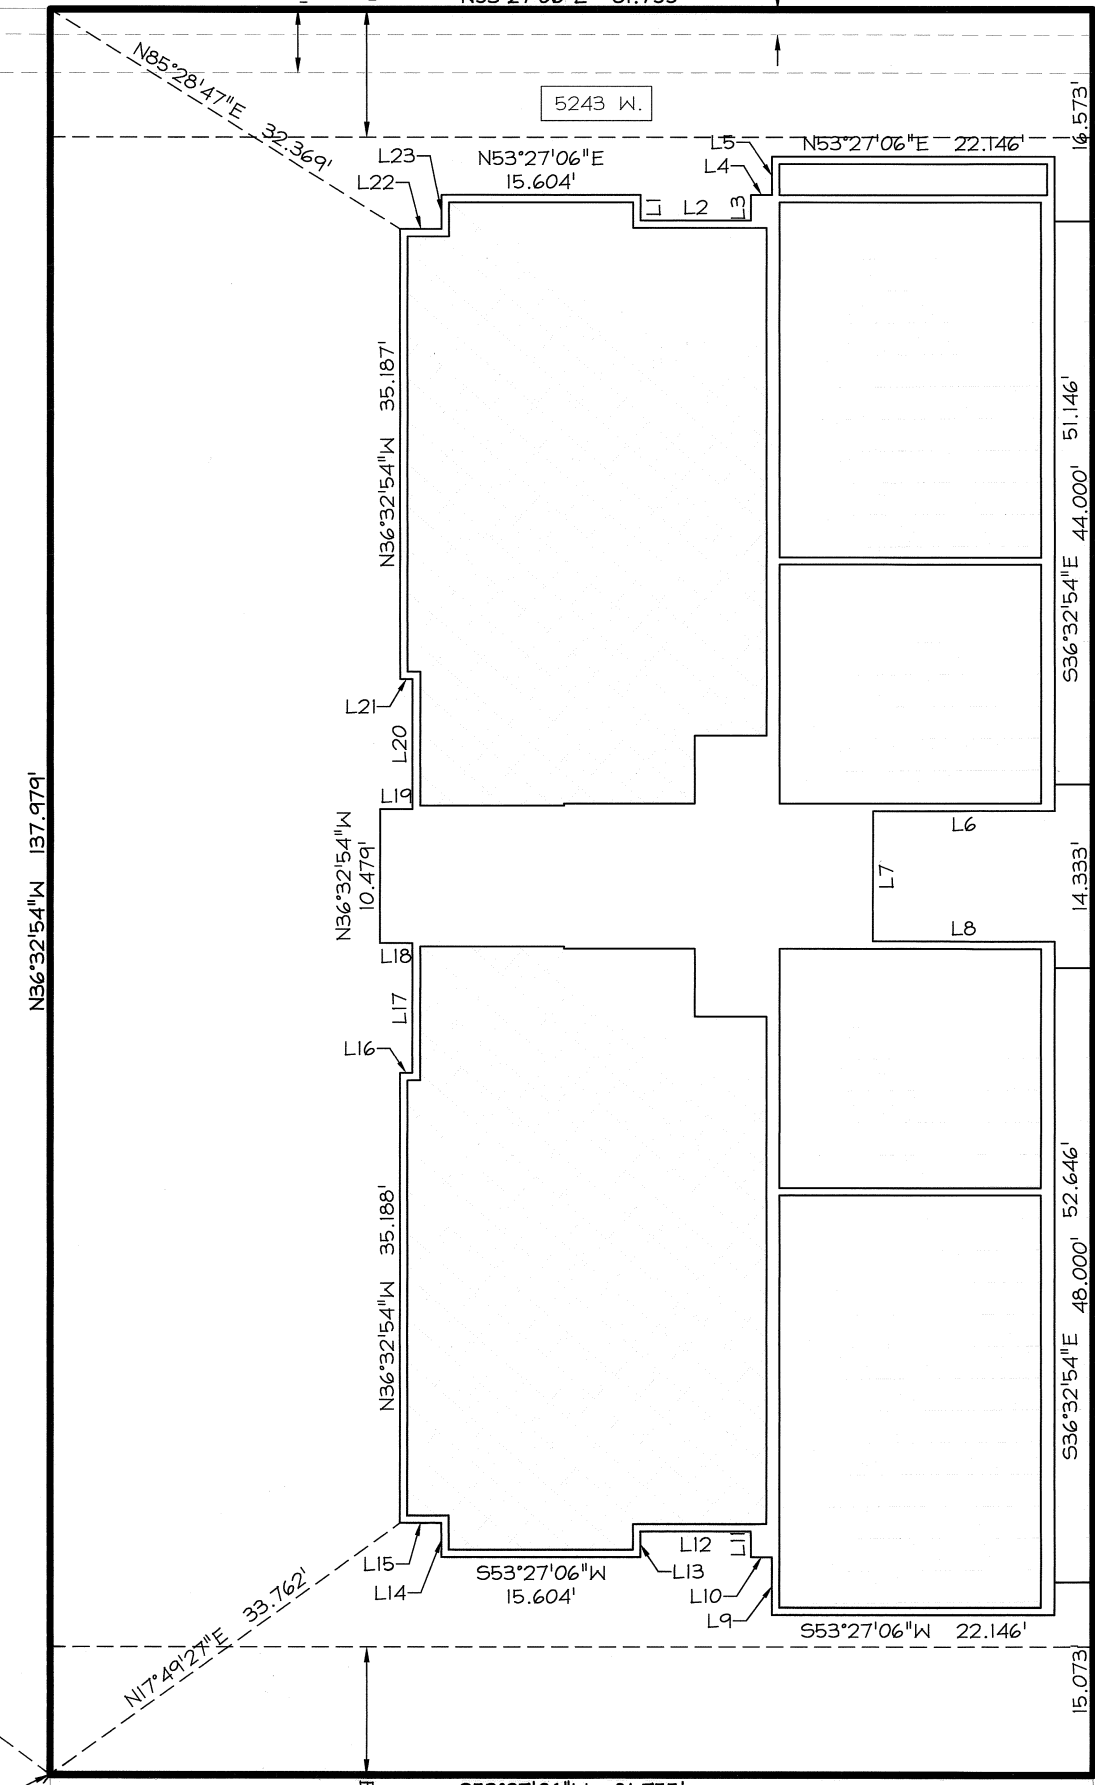 N85°28'47"E 32.369'
5243 W.
16.573'
L5
N53°27'06"E 22.146'
L4
L23
N53°27'06"E
15.604'
L22
L1
L2
L3
N36°32'54"W 35.187'
S36°32'54"E 44.000' 51.146'
L21
L20
L19
N36°32'54"W 137.979'
N36°32'54"W
10.479'
L6
L7
14.333'
L8
L18
L17
L16
N36°32'54"W 35.188'
S36°32'54"E 48.000' 52.646'
L15
L14
S53°27'06"W
15.604'
L13
L12
L11
L10
L9
S53°27'06"W 22.146'
N17°49'27"E 33.762'
15.073'